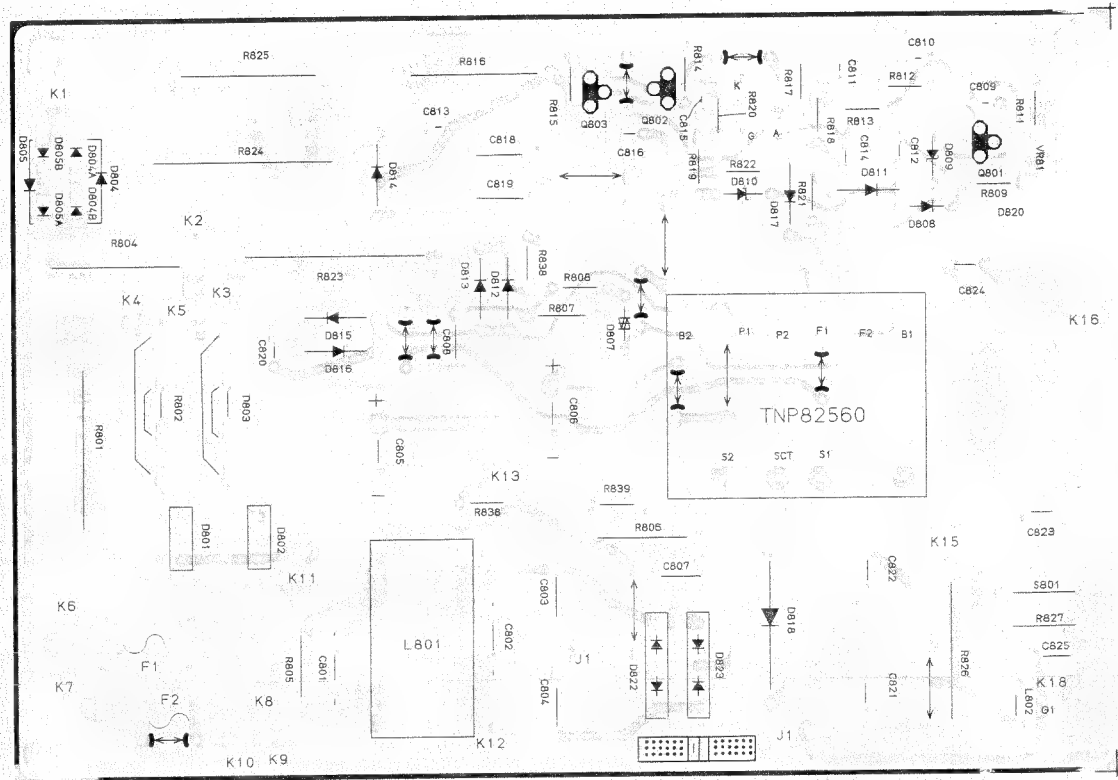 C810
R825
R816
R814
C811
R812
K
R817
K1
C809
R811
R815
R820
C813
R813
Q803
Q802
C815
G
A
R818
C816
C818
D805
D805B
D804A
R824
C814
C812
D809
VR81
D814
R819
R822
D804
D810
D811
Q801
C819
R821
R809
D805A
D804B
D817
D820
K2
D808
R804
R838
D813
D812
R808
R823
C824
K4
K5
K3
R807
K16
D815
C808
D807
B2
P1
P2
F1
F2
B1
C820
D816
R802
D803
C806
TNP82560
R801
C805
S2
SCT
S1
K13
R839
R838
R806
D801
D802
C823
K15
C807
C822
K11
C803
S801
K6
D818
R827
C802
L801
F1
J1
C825
R805
C801
D822
D823
R826
K7
C804
C821
K18
F2
K8
L802
G1
K12
J1
K10
K9